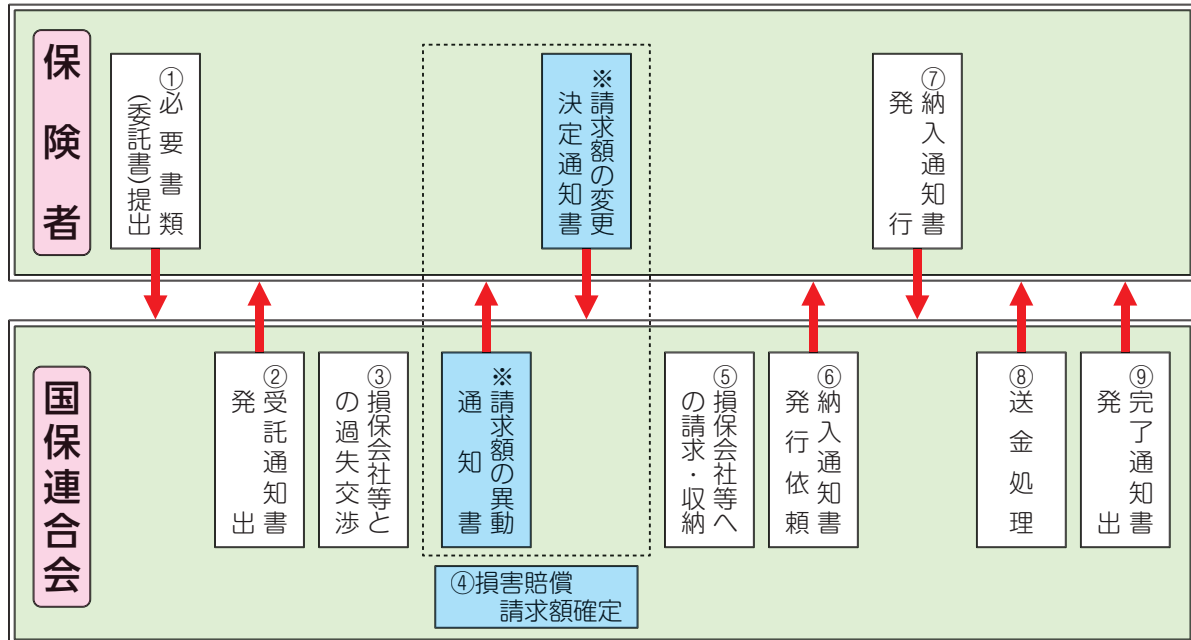 保険者
①必要書類
(委託書)提出
※請求額の変更
決定通知書
⑦納入通知書
発行
国保連合会
②受託通知書
発出
③損保会社等と
の過失交渉
※請求額の異動
通知書
④損害賠償
請求額確定
⑤損保会社等へ
の請求・収納
⑥納入通知書
発行依頼
⑧送金処理
⑨完了通知書
発出